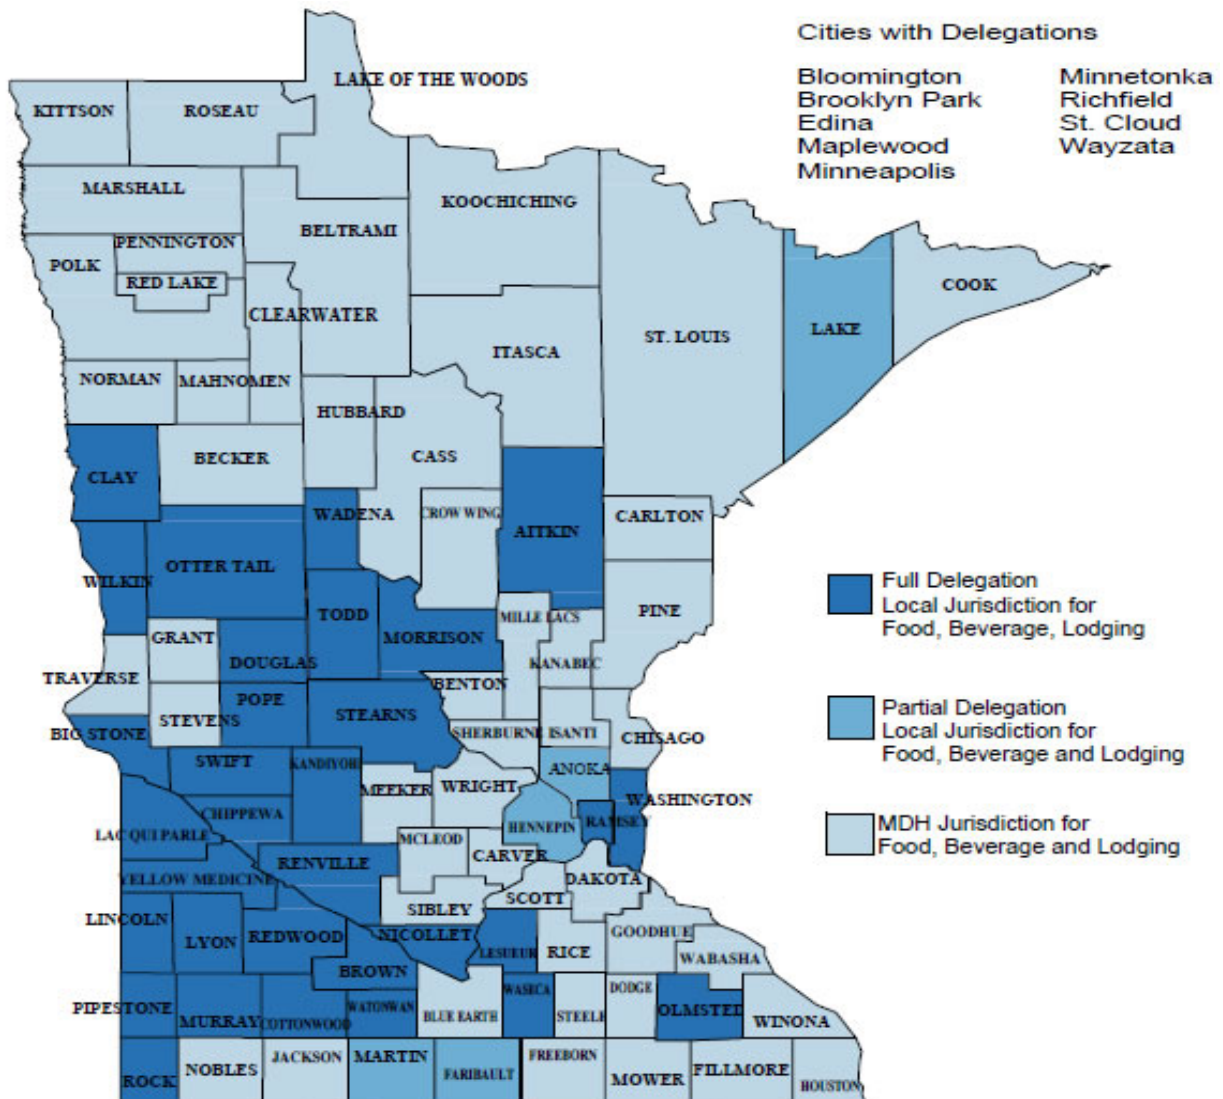 Cities with Delegations
Bloomington Minnetonka
Brooklyn Park Richfield
Edina St. Cloud
Maplewood Wayzata
Minneapolis
LAKE OF THE WOODS
KITTSON
ROSEAU
MARSHALL
KOOCHICHING
BELTRAMI
PENNINGTON
POLK
RED LAKE
COOK
CLEARWATER
LAKE
ST. LOUIS
ITASCA
NORMAN
MAHNOMEN
HUBBARD
BECKER
CASS
CLAY
WADENA
CROW WING
CARLTON
AITKIN
OTTER TAIL
WILKIN
Full Delegation
Local Jurisdiction for
Food, Beverage, Lodging
TODD
PINE
MILLE LACS
GRANT
MORRISON
DOUGLAS
KANABEC
TRAVERSE
BENTON
POPE
STEARNS
STEVENS
Partial Delegation
Local Jurisdiction for
Food, Beverage and Lodging
BIG STONE
SHERBURNE
ISANTI
CHISAGO
SWIFT
KANDIYOHI
ANOKA
MEEKER
WRIGHT
WASHINGTON
CHIPPEWA
LAC QUI PARLE
HENNEPIN
RAMSEY
MDH Jurisdiction for
Food, Beverage and Lodging
MCLEOD
CARVER
RENVILLE
YELLOW MEDICINE
DAKOTA
SCOTT
SIBLEY
LINCOLN
LYON
REDWOOD
NICOLLET
GOODHUE
LESUEUR
RICE
WABASHA
BROWN
WASECA
DODGE
PIPESTONE
MURRAY
COTTONWOOD
WATONWAN
BLUE EARTH
STEELE
OLMSTED
WINONA
ROCK
NOBLES
JACKSON
MARTIN
FARIBAULT
FREEBORN
MOWER
FILLMORE
HOUSTON